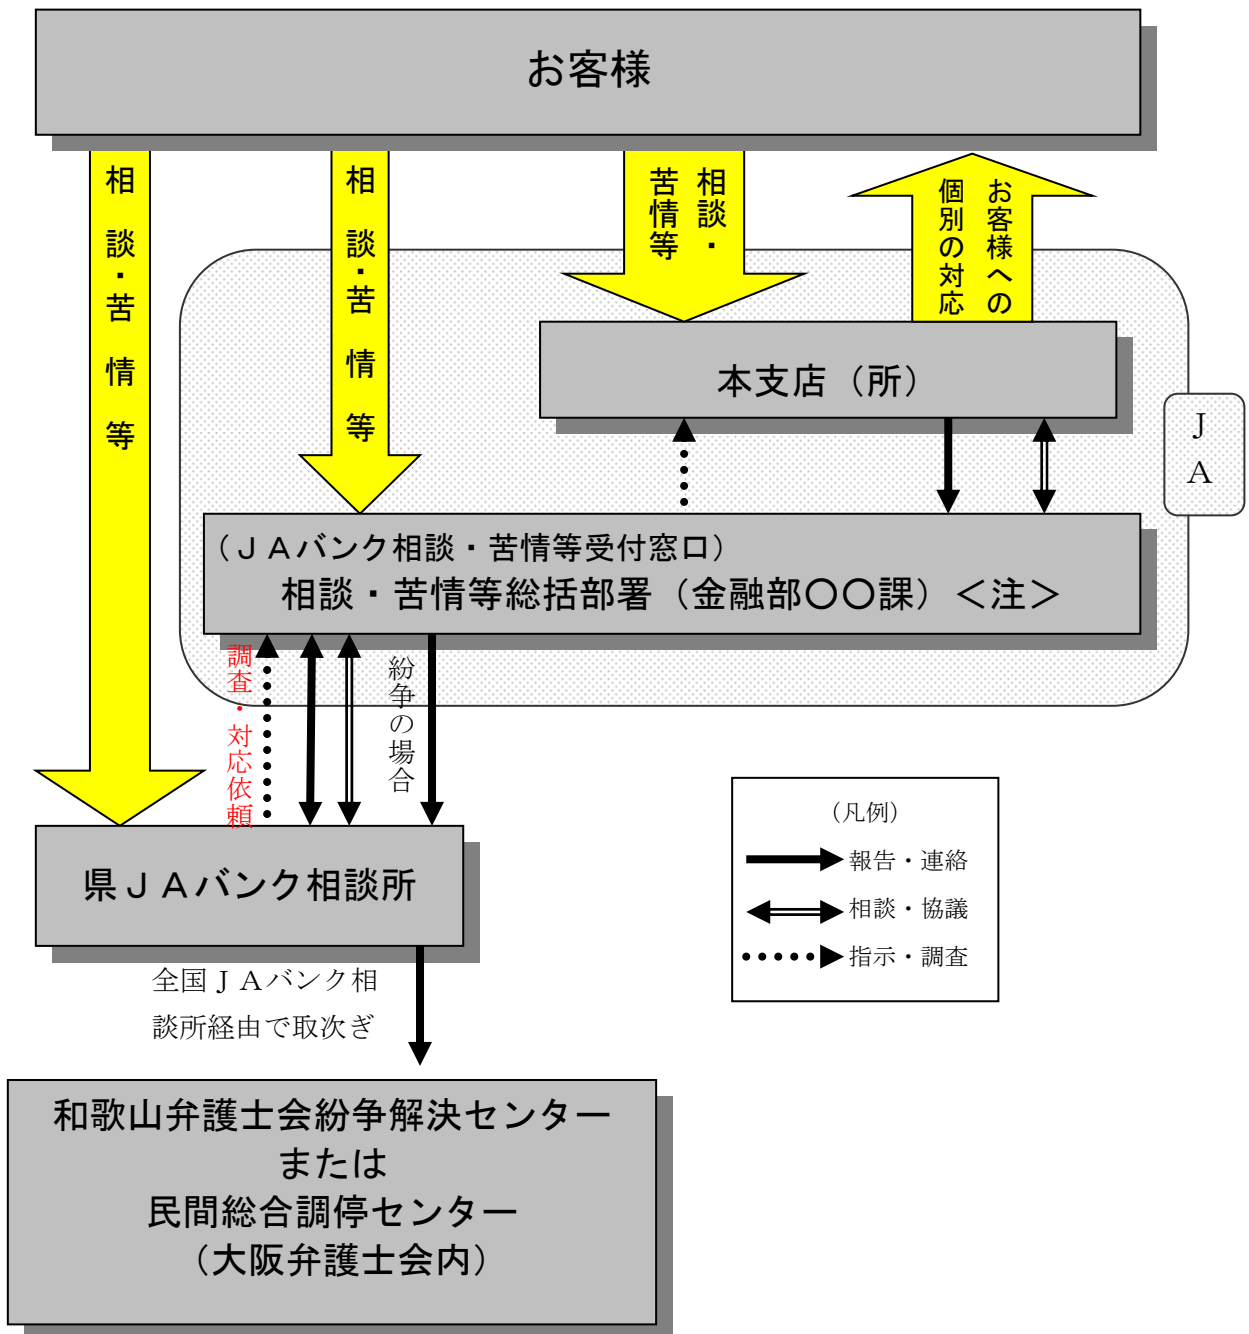 お客様
相談・苦情等
相談・苦情等
相談・
苦情等
お客様への
個別の対応
本支店（所）
ＪＡ
（ＪＡバンク相談・苦情等受付窓口）
相談・苦情等総括部署（金融部〇〇課）＜注＞
調査・対応依頼
紛争の場合
県ＪＡバンク相談所
（凡例）
報告・連絡
相談・協議
指示・調査
全国ＪＡバンク相
談所経由で取次ぎ
和歌山弁護士会紛争解決センター
または
民間総合調停センター
（大阪弁護士会内）